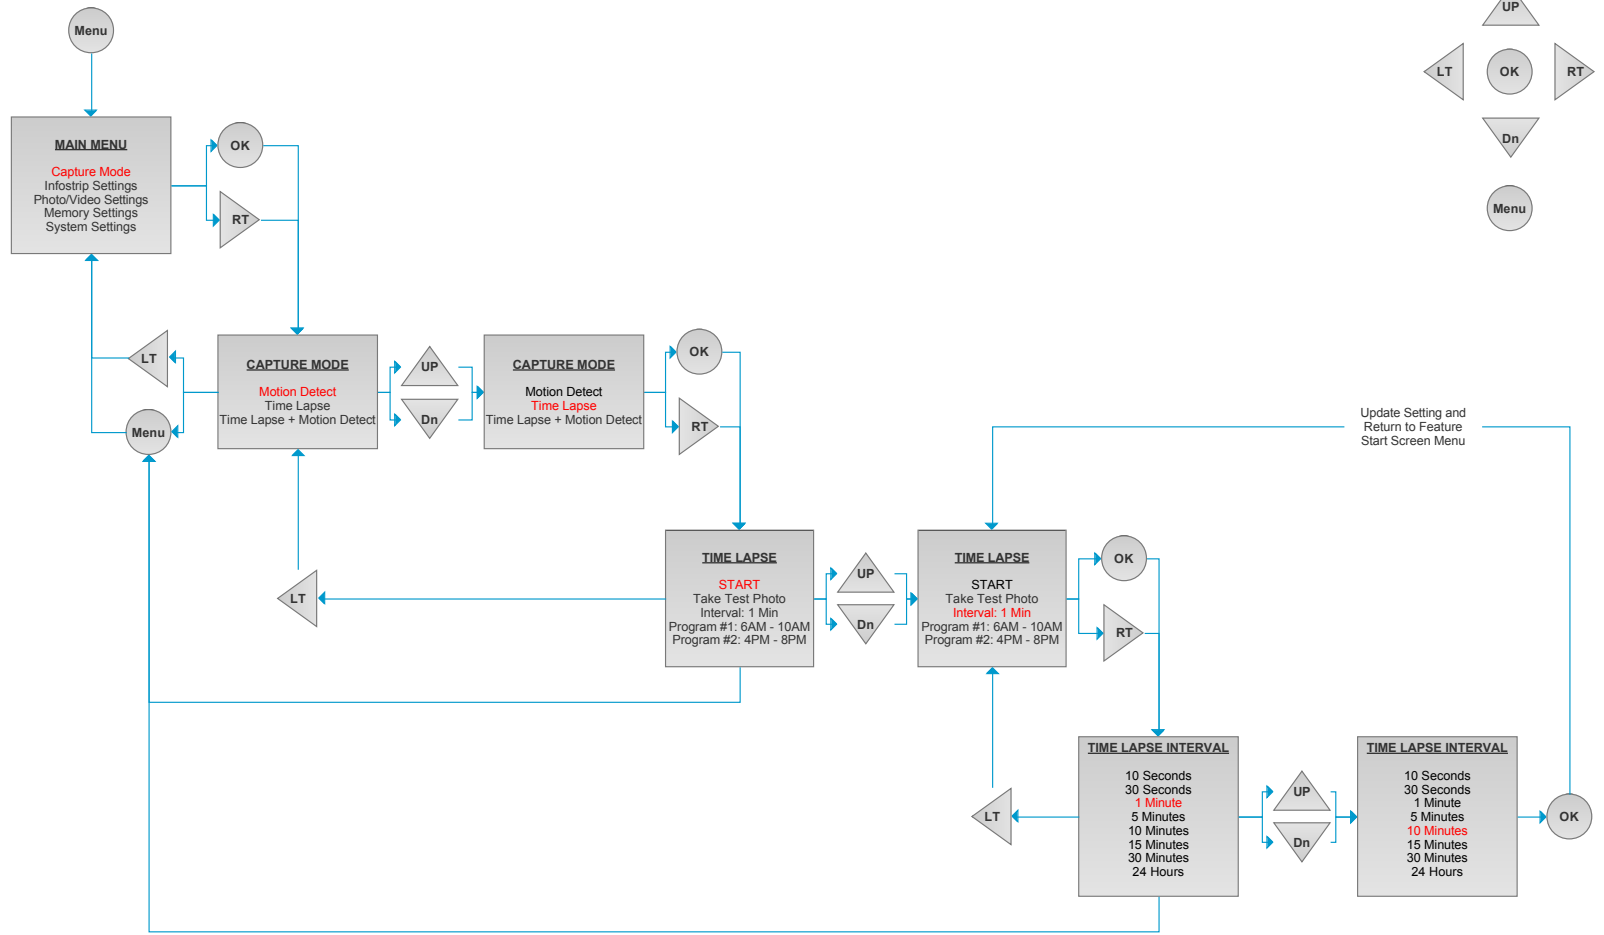 Menu
UP
LT
OK
RT
Dn
Menu
MAIN MENU
Capture Mode
Infostrip Settings
Photo/Video Settings
Memory Settings
System Settings
OK
RT
LT
Menu
CAPTURE MODE
Motion Detect
Time Lapse
Time Lapse + Motion Detect
UP
Dn
CAPTURE MODE
Motion Detect
Time Lapse
Time Lapse + Motion Detect
OK
RT
Update Setting and
Return to Feature
Start Screen Menu
LT
TIME LAPSE
START
Take Test Photo
Interval: 1 Min
Program #1: 6AM - 10AM
Program #2: 4PM - 8PM
UP
Dn
TIME LAPSE
START
Take Test Photo
Interval: 1 Min
Program #1: 6AM - 10AM
Program #2: 4PM - 8PM
OK
RT
LT
TIME LAPSE INTERVAL
10 Seconds
30 Seconds
1 Minute
5 Minutes
10 Minutes
15 Minutes
30 Minutes
24 Hours
UP
Dn
TIME LAPSE INTERVAL
10 Seconds
30 Seconds
1 Minute
5 Minutes
10 Minutes
15 Minutes
30 Minutes
24 Hours
OK